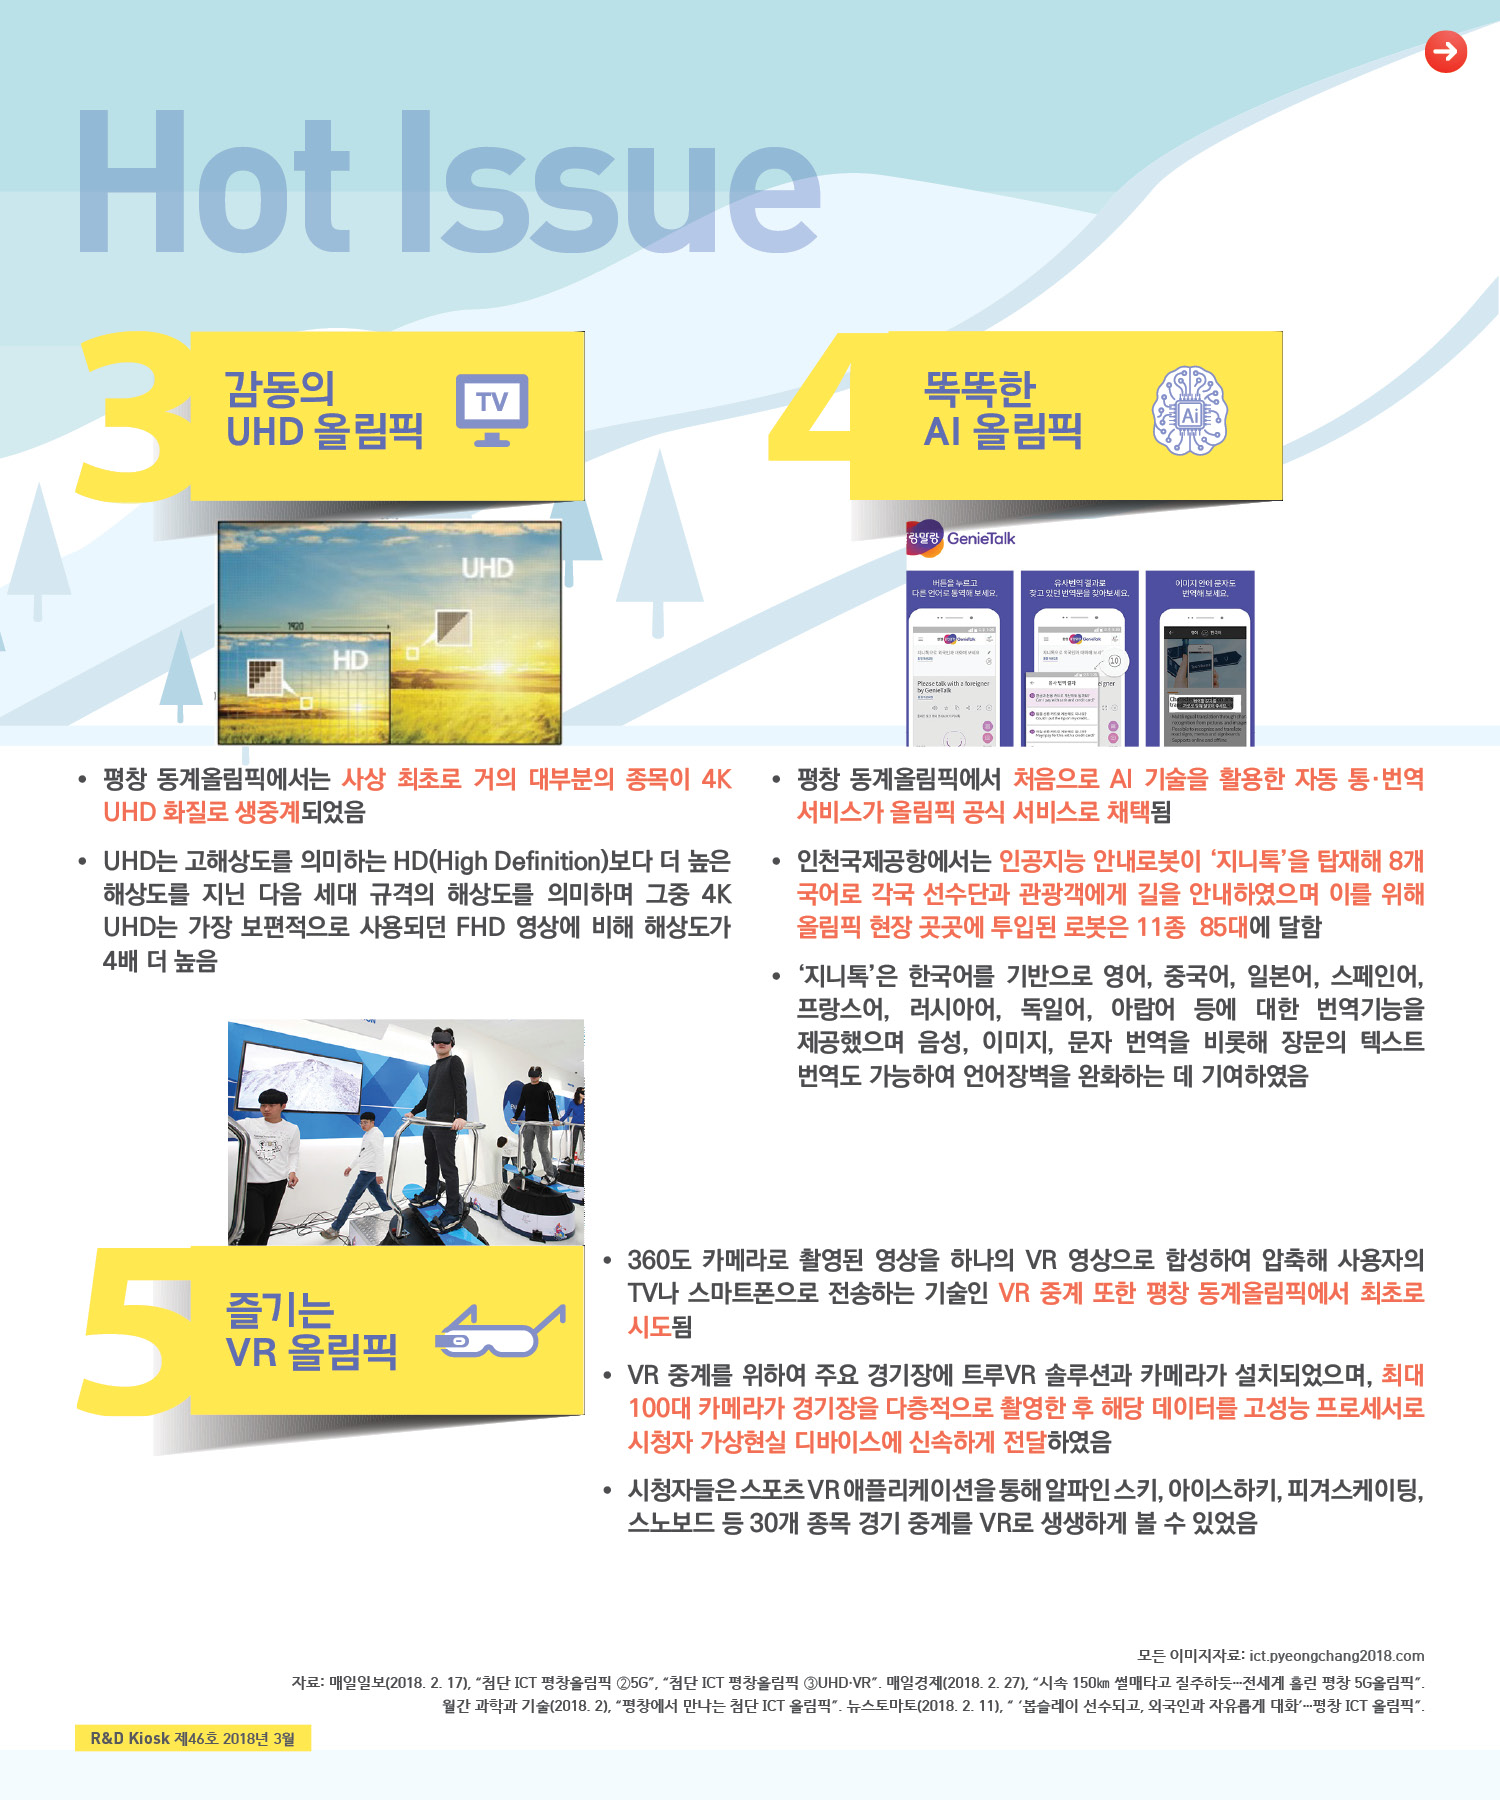 Hot Issue
3
감동의
UHD 올림픽
TV
UHD
1920
HD
• 평창 동계올림픽에서는 사상 최초로 거의 대부분의 종목이 4K
UHD 화질로 생중계되었음
• UHD는 고해상도를 의미하는 HD(High Definition)보다 더 높은
해상도를 지닌 다음 세대 규격의 해상도를 의미하며 그중 4K
UHD는 가장 보편적으로 사용되던 FHD 영상에 비해 해상도가
4배 더 높음
4
똑똑한
AI 올림픽
Ai
랑말랑 GenieTalk
버튼을 누르고
다른 언어로 통역해 보세요.
유사번역 결과로
찾고 있던 번역문을 찾아보세요.
이미지 안에 문자도
번역해 보세요.
GenieTalk
GenieTalk
Please talk with a foreigner
by GenieTalk
유사 번역 결과
10
eigner
• 평창 동계올림픽에서 처음으로 AI 기술을 활용한 자동 통·번역
서비스가 올림픽 공식 서비스로 채택됨
• 인천국제공항에서는 인공지능 안내로봇이 ‘지니톡’을 탑재해 8개
국어로 각국 선수단과 관광객에게 길을 안내하였으며 이를 위해
올림픽 현장 곳곳에 투입된 로봇은 11종 85대에 달함
• ‘지니톡’은 한국어를 기반으로 영어, 중국어, 일본어, 스페인어,
프랑스어, 러시아어, 독일어, 아랍어 등에 대한 번역기능을
제공했으며 음성, 이미지, 문자 번역을 비롯해 장문의 텍스트
번역도 가능하여 언어장벽을 완화하는 데 기여하였음
5
즐기는
VR 올림픽
• 360도 카메라로 촬영된 영상을 하나의 VR 영상으로 합성하여 압축해 사용자의
TV나 스마트폰으로 전송하는 기술인 VR 중계 또한 평창 동계올림픽에서 최초로
시도됨
• VR 중계를 위하여 주요 경기장에 트루VR 솔루션과 카메라가 설치되었으며, 최대
100대 카메라가 경기장을 다층적으로 촬영한 후 해당 데이터를 고성능 프로세서로
시청자 가상현실 디바이스에 신속하게 전달하였음
• 시청자들은 스포츠 VR 애플리케이션을 통해 알파인 스키, 아이스하키, 피겨스케이팅,
스노보드 등 30개 종목 경기 중계를 VR로 생생하게 볼 수 있었음
모든 이미지자료: ict.pyeongchang2018.com
자료: 매일일보(2018. 2. 17), “첨단 ICT 평창올림픽 ②5G”, “첨단 ICT 평창올림픽 ③UHD·VR”. 매일경제(2018. 2. 27), “시속 150㎞ 썰매타고 질주하듯…전세계 홀린 평창 5G올림픽”.
월간 과학과 기술(2018. 2), “평창에서 만나는 첨단 ICT 올림픽”. 뉴스토마토(2018. 2. 11), “ ‘봅슬레이 선수되고, 외국인과 자유롭게 대화’…평창 ICT 올림픽”.
R&D Kiosk 제46호 2018년 3월